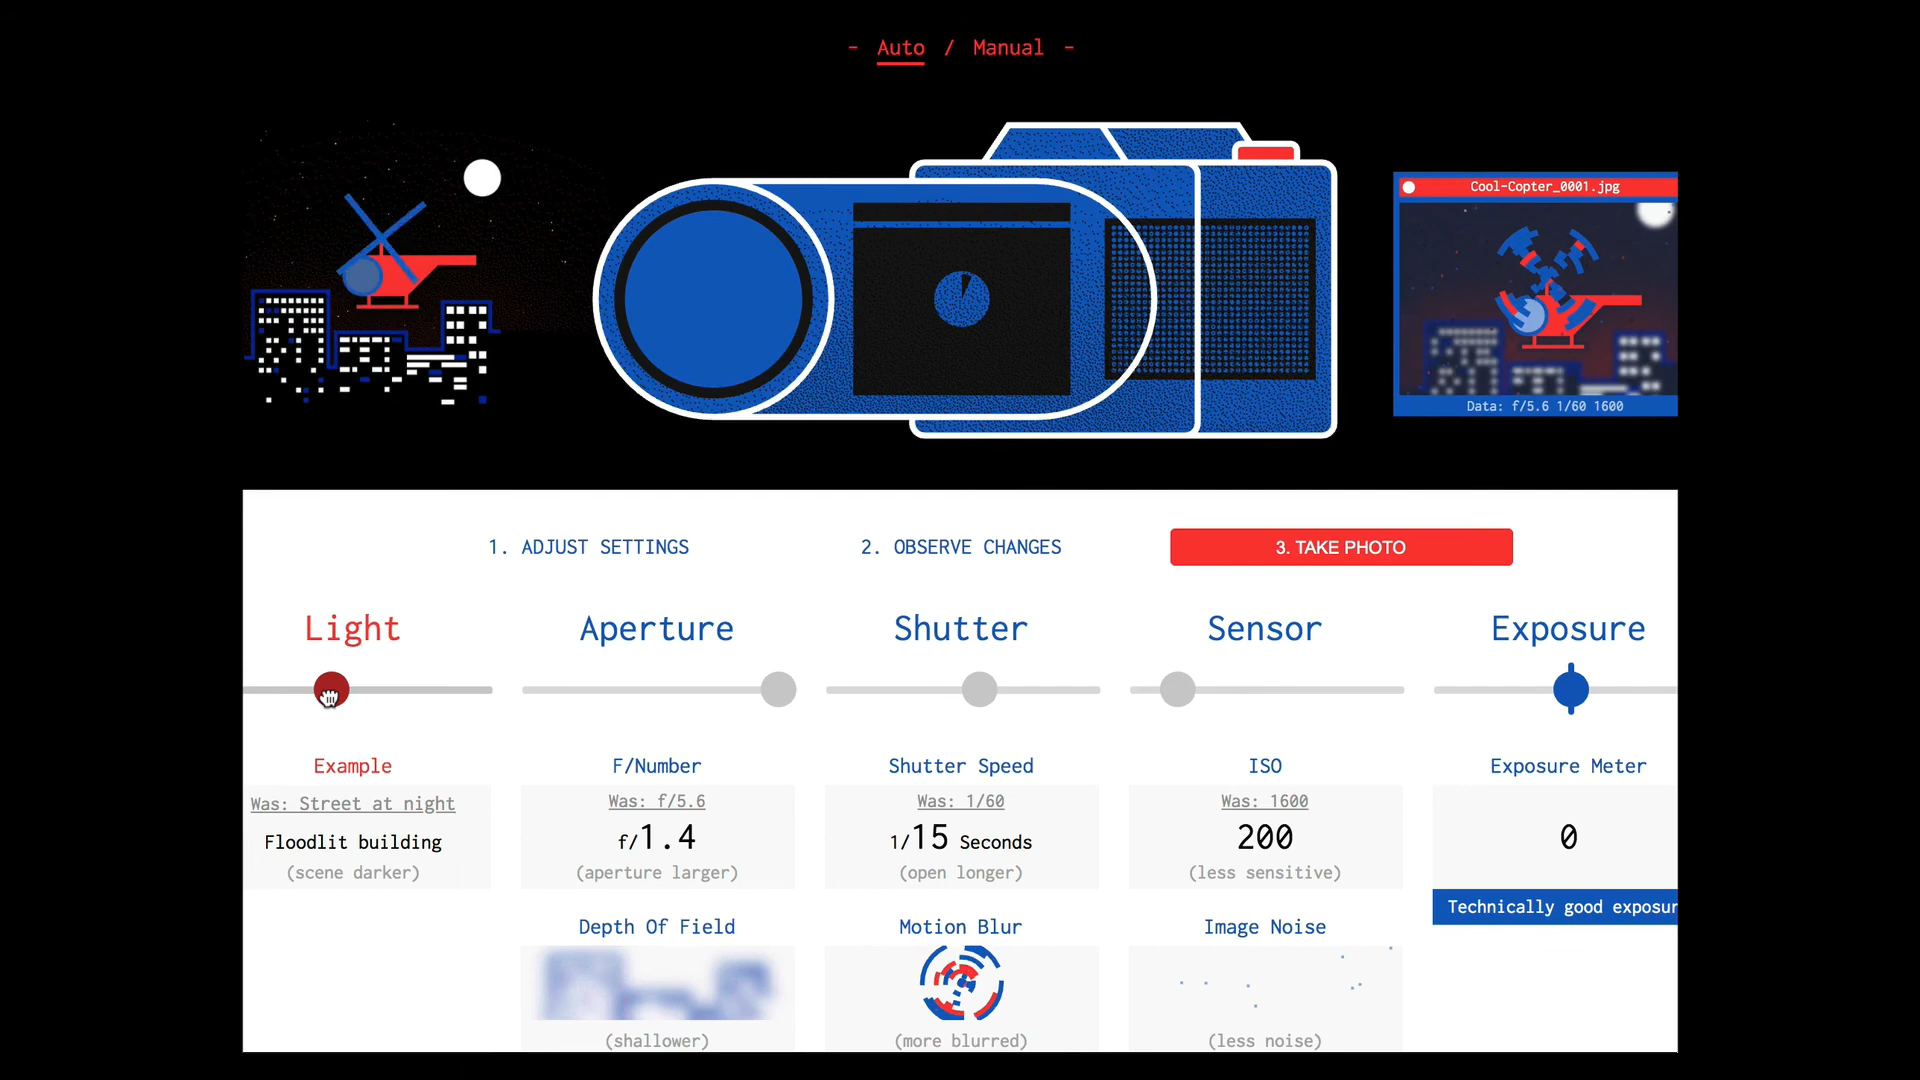 - Auto / Manual -
Cool-Copter_0001.jpg
Data: f/5.6 1/60 1600
1. ADJUST SETTINGS
2. OBSERVE CHANGES
3. TAKE PHOTO
Light
Aperture
Shutter
Sensor
Exposure
Example
F/Number
Shutter Speed
ISO
Exposure Meter
Was: Street at night
Was: f/5.6
Was: 1/60
Was: 1600
Floodlit building
f/1.4
1/15 Seconds
200
0
(scene darker)
(aperture larger)
(open longer)
(less sensitive)
Technically good exposur
Depth Of Field
Motion Blur
Image Noise
(shallower)
(more blurred)
(less noise)